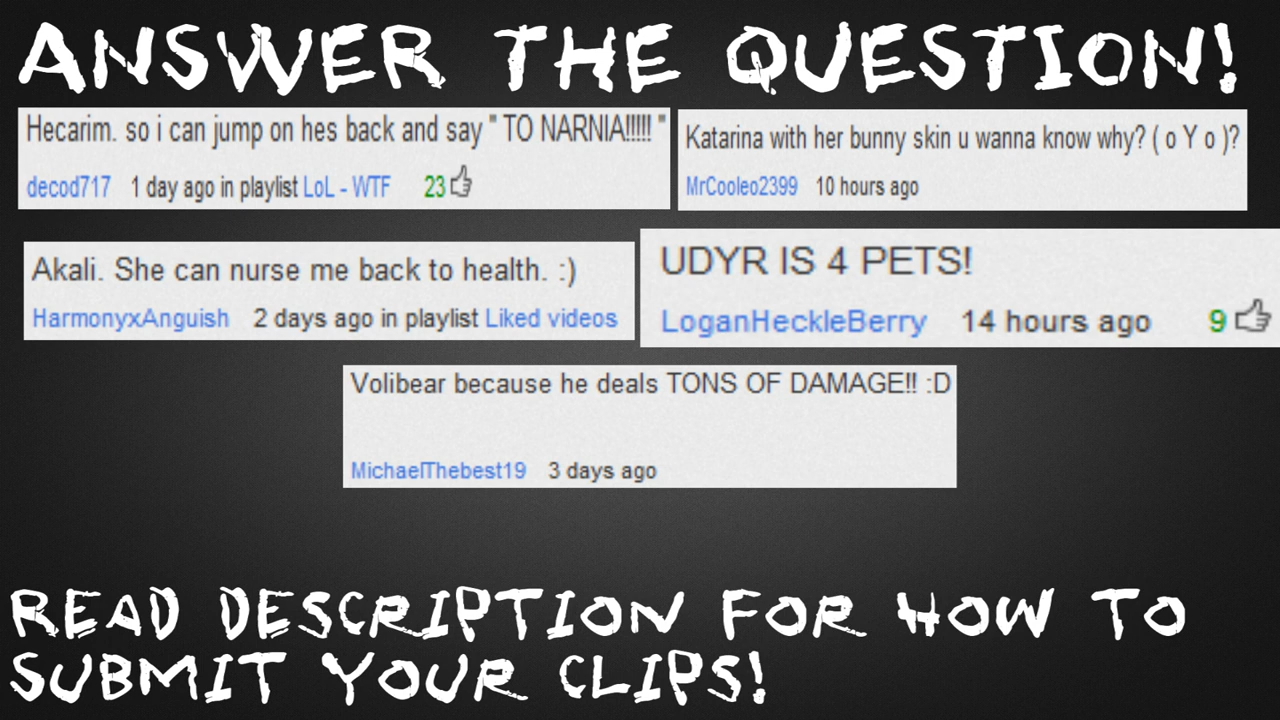 ANSWER THE QUESTION!
Hecarim. so i can jump on hes back and say " TO NARNIA!!!!! "
decod717 1 day ago in playlist LoL - WTF 23
Katarina with her bunny skin u wanna know why? ( o Y o )?
MrCooleo2399 10 hours ago
Akali. She can nurse me back to health. :)
HarmonyxAnguish 2 days ago in playlist Liked videos
UDYR IS 4 PETS!
LoganHeckleBerry 14 hours ago 9
Volibear because he deals TONS OF DAMAGE!! :D
MichaelThebest19 3 days ago
READ DESCRIPTION FOR HOW TO
SUBMIT YOUR CLIPS!